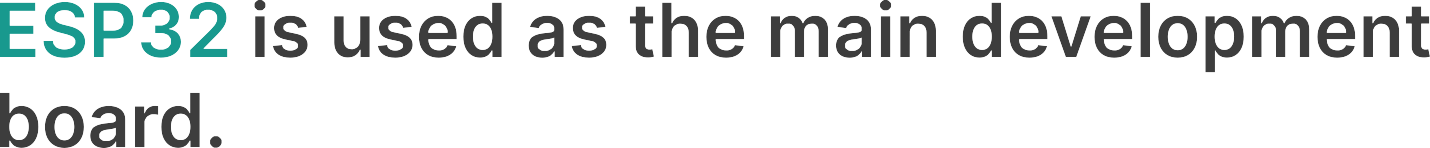 ESP32 is used as the main development
board.